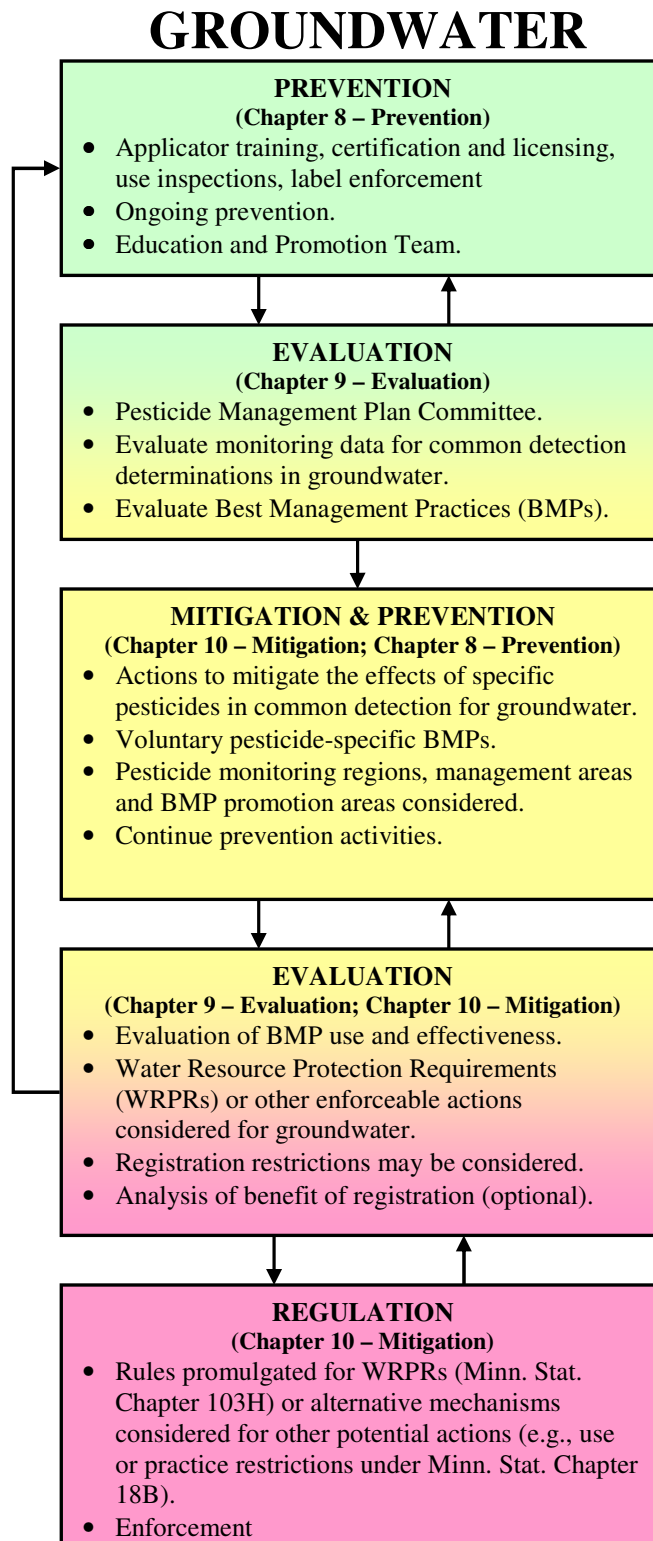 GROUNDWATER
PREVENTION
(Chapter 8 – Prevention)
• Applicator training, certification and licensing,
use inspections, label enforcement
• Ongoing prevention.
• Education and Promotion Team.
EVALUATION
(Chapter 9 – Evaluation)
• Pesticide Management Plan Committee.
• Evaluate monitoring data for common detection
determinations in groundwater.
• Evaluate Best Management Practices (BMPs).
MITIGATION & PREVENTION
(Chapter 10 – Mitigation; Chapter 8 – Prevention)
• Actions to mitigate the effects of specific
pesticides in common detection for groundwater.
• Voluntary pesticide-specific BMPs.
• Pesticide monitoring regions, management areas
and BMP promotion areas considered.
• Continue prevention activities.
EVALUATION
(Chapter 9 – Evaluation; Chapter 10 – Mitigation)
• Evaluation of BMP use and effectiveness.
• Water Resource Protection Requirements
(WRPRs) or other enforceable actions
considered for groundwater.
• Registration restrictions may be considered.
• Analysis of benefit of registration (optional).
REGULATION
(Chapter 10 – Mitigation)
• Rules promulgated for WRPRs (Minn. Stat.
Chapter 103H) or alternative mechanisms
considered for other potential actions (e.g., use
or practice restrictions under Minn. Stat. Chapter
18B).
• Enforcement